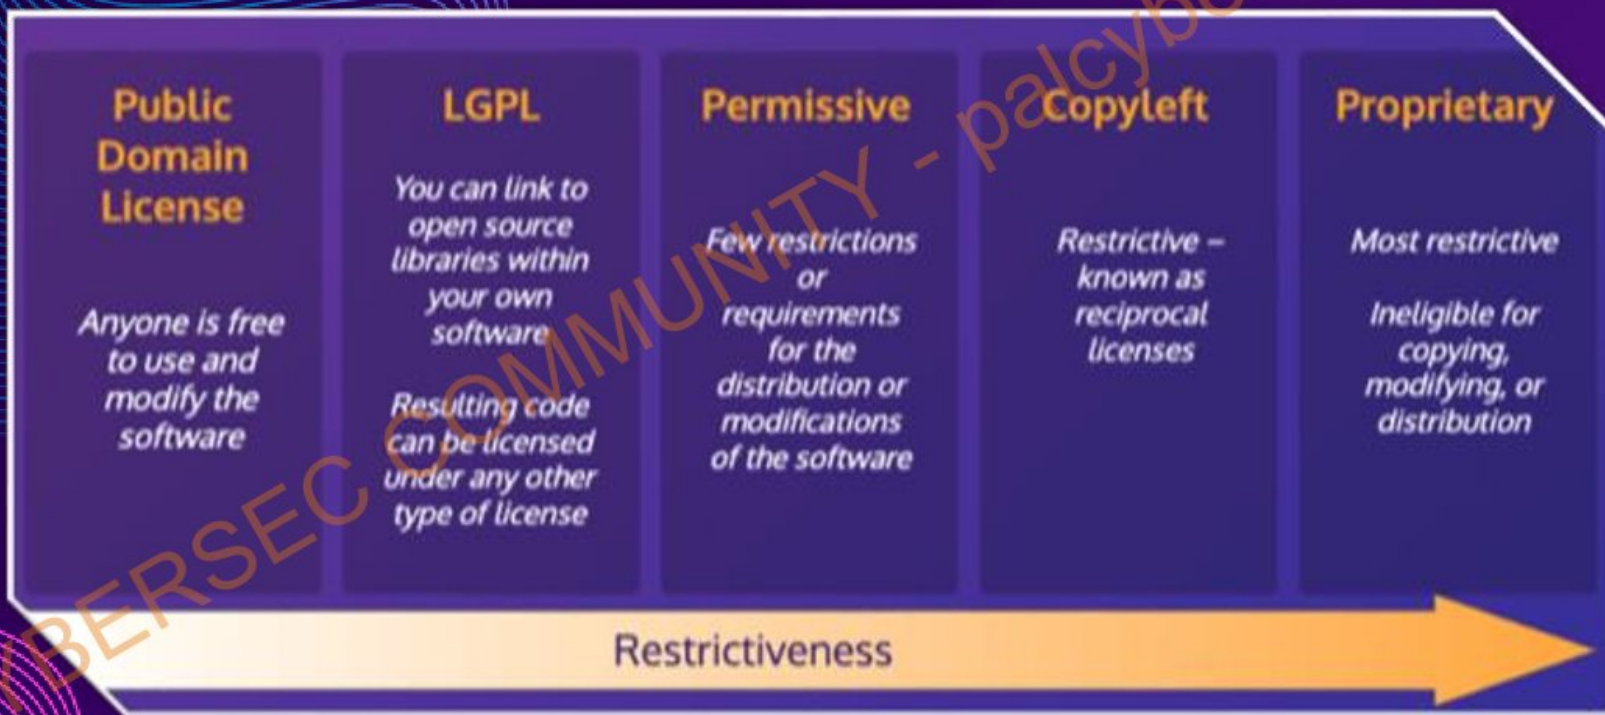 Public
Domain
License
Anyone is free
to use and
modify the
software
LGPL
You can link to
open source
libraries within
your own
software
Resulting code
can be licensed
under any other
type of license
Permissive
Few restrictions
or
requirements
for the
distribution or
modifications
of the software
Copyleft
Restrictive –
known as
reciprocal
licenses
Proprietary
Most restrictive
Ineligible for
copying,
modifying, or
distribution
Restrictiveness
COMMUNITY -